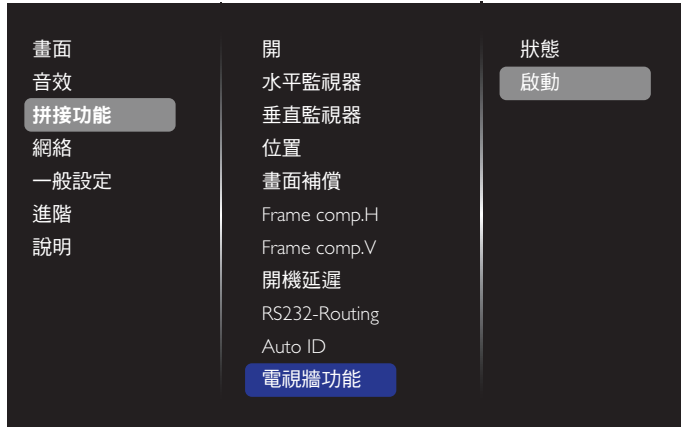 畫面
音效
拼接功能
網絡
一般設定
進階
說明
開
水平監視器
垂直監視器
位置
畫面補償
Frame comp.H
Frame comp.V
開機延遲
RS232-Routing
Auto ID
電視牆功能
狀態
啟動